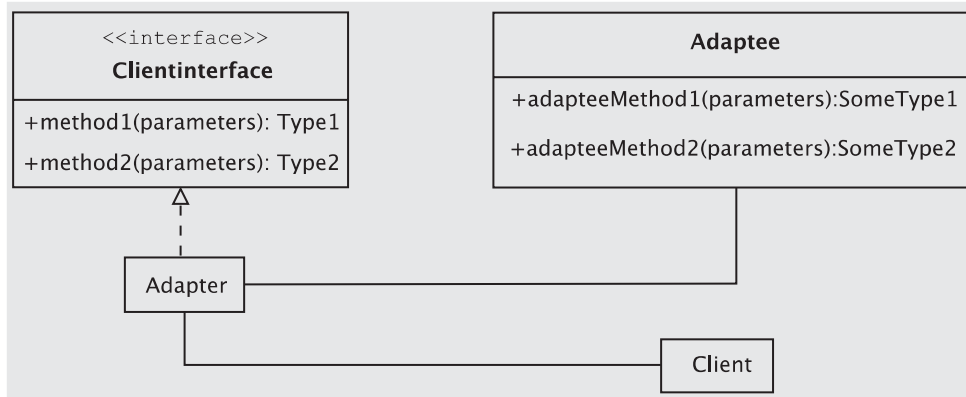 <<interface>>
Clientinterface
+method1(parameters): Type1
+method2(parameters): Type2
Adaptee
+adapteeMethod1(parameters):SomeType1
+adapteeMethod2(parameters):SomeType2
Adapter
Client